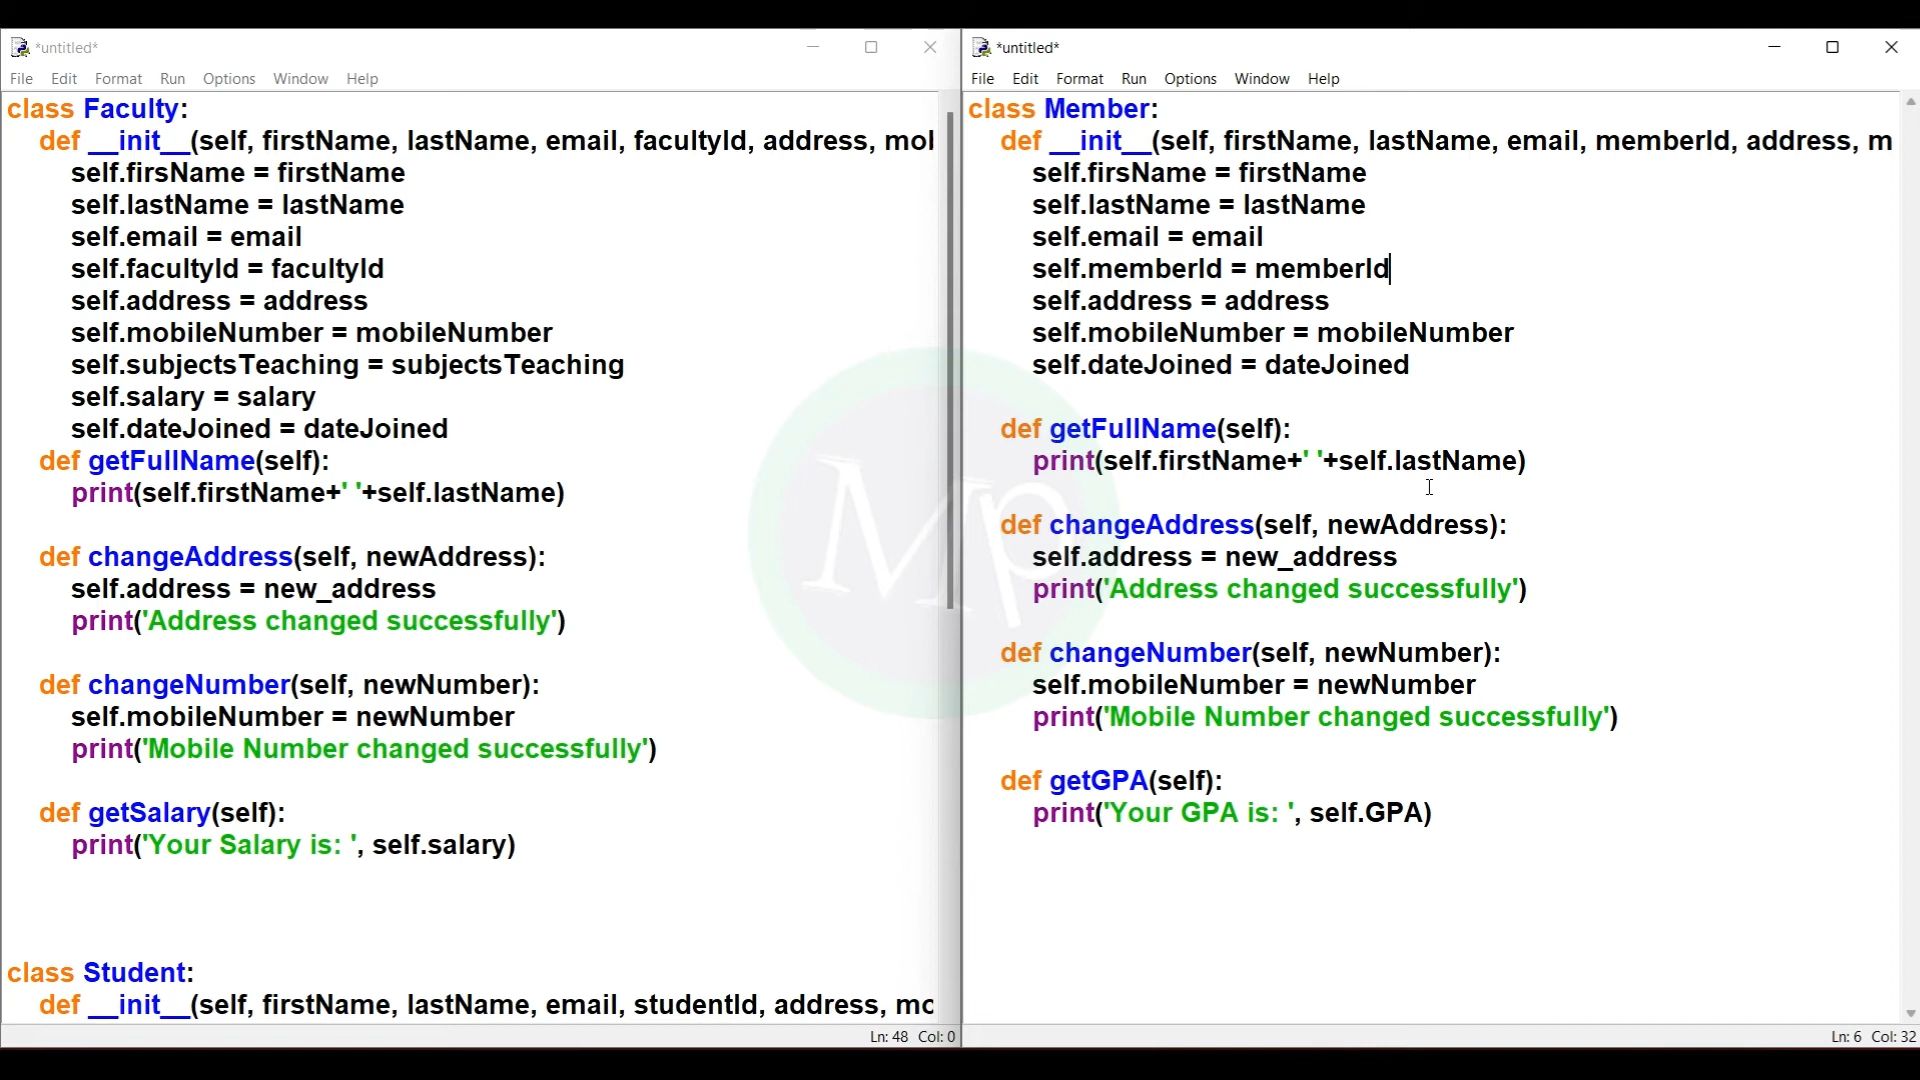 *untitled*
File Edit Format Run Options Window Help
class Faculty:
def __init__(self, firstName, lastName, email, facultyId, address, mol
self.firsName = firstName
self.lastName = lastName
self.email = email
self.facultyId = facultyId
self.address = address
self.mobileNumber = mobileNumber
self.subjectsTeaching = subjectsTeaching
self.salary = salary
self.dateJoined = dateJoined
def getFullName(self):
print(self.firstName+' '+self.lastName)
def changeAddress(self, newAddress):
self.address = new_address
print('Address changed successfully')
def changeNumber(self, newNumber):
self.mobileNumber = newNumber
print('Mobile Number changed successfully')
def getSalary(self):
print('Your Salary is: ', self.salary)
class Student:
def __init__(self, firstName, lastName, email, studentId, address, mo
Ln: 48 Col: 0
*untitled*
File Edit Format Run Options Window Help
class Member:
def __init__(self, firstName, lastName, email, memberId, address, m
self.firsName = firstName
self.lastName = lastName
self.email = email
self.memberId = memberId
self.address = address
self.mobileNumber = mobileNumber
self.dateJoined = dateJoined
def getFullName(self):
print(self.firstName+' '+self.lastName)
def changeAddress(self, newAddress):
self.address = new_address
print('Address changed successfully')
def changeNumber(self, newNumber):
self.mobileNumber = newNumber
print('Mobile Number changed successfully')
def getGPA(self):
print('Your GPA is: ', self.GPA)
Ln: 6 Col: 32
Mp